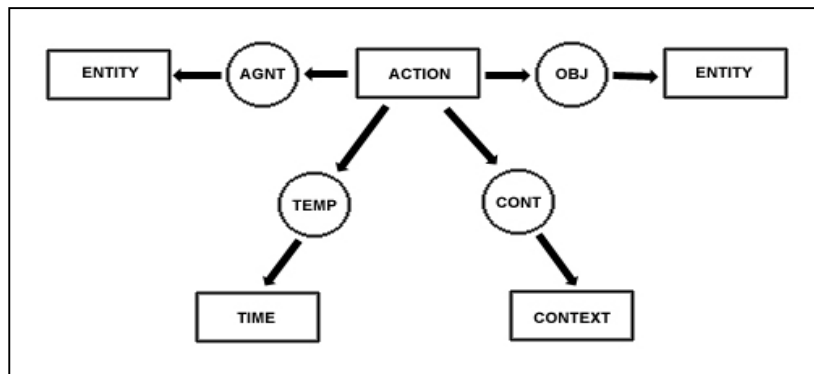 ENTITY AGNT ACTION OBJ ENTITY
TEMP CONT
TIME CONTEXT